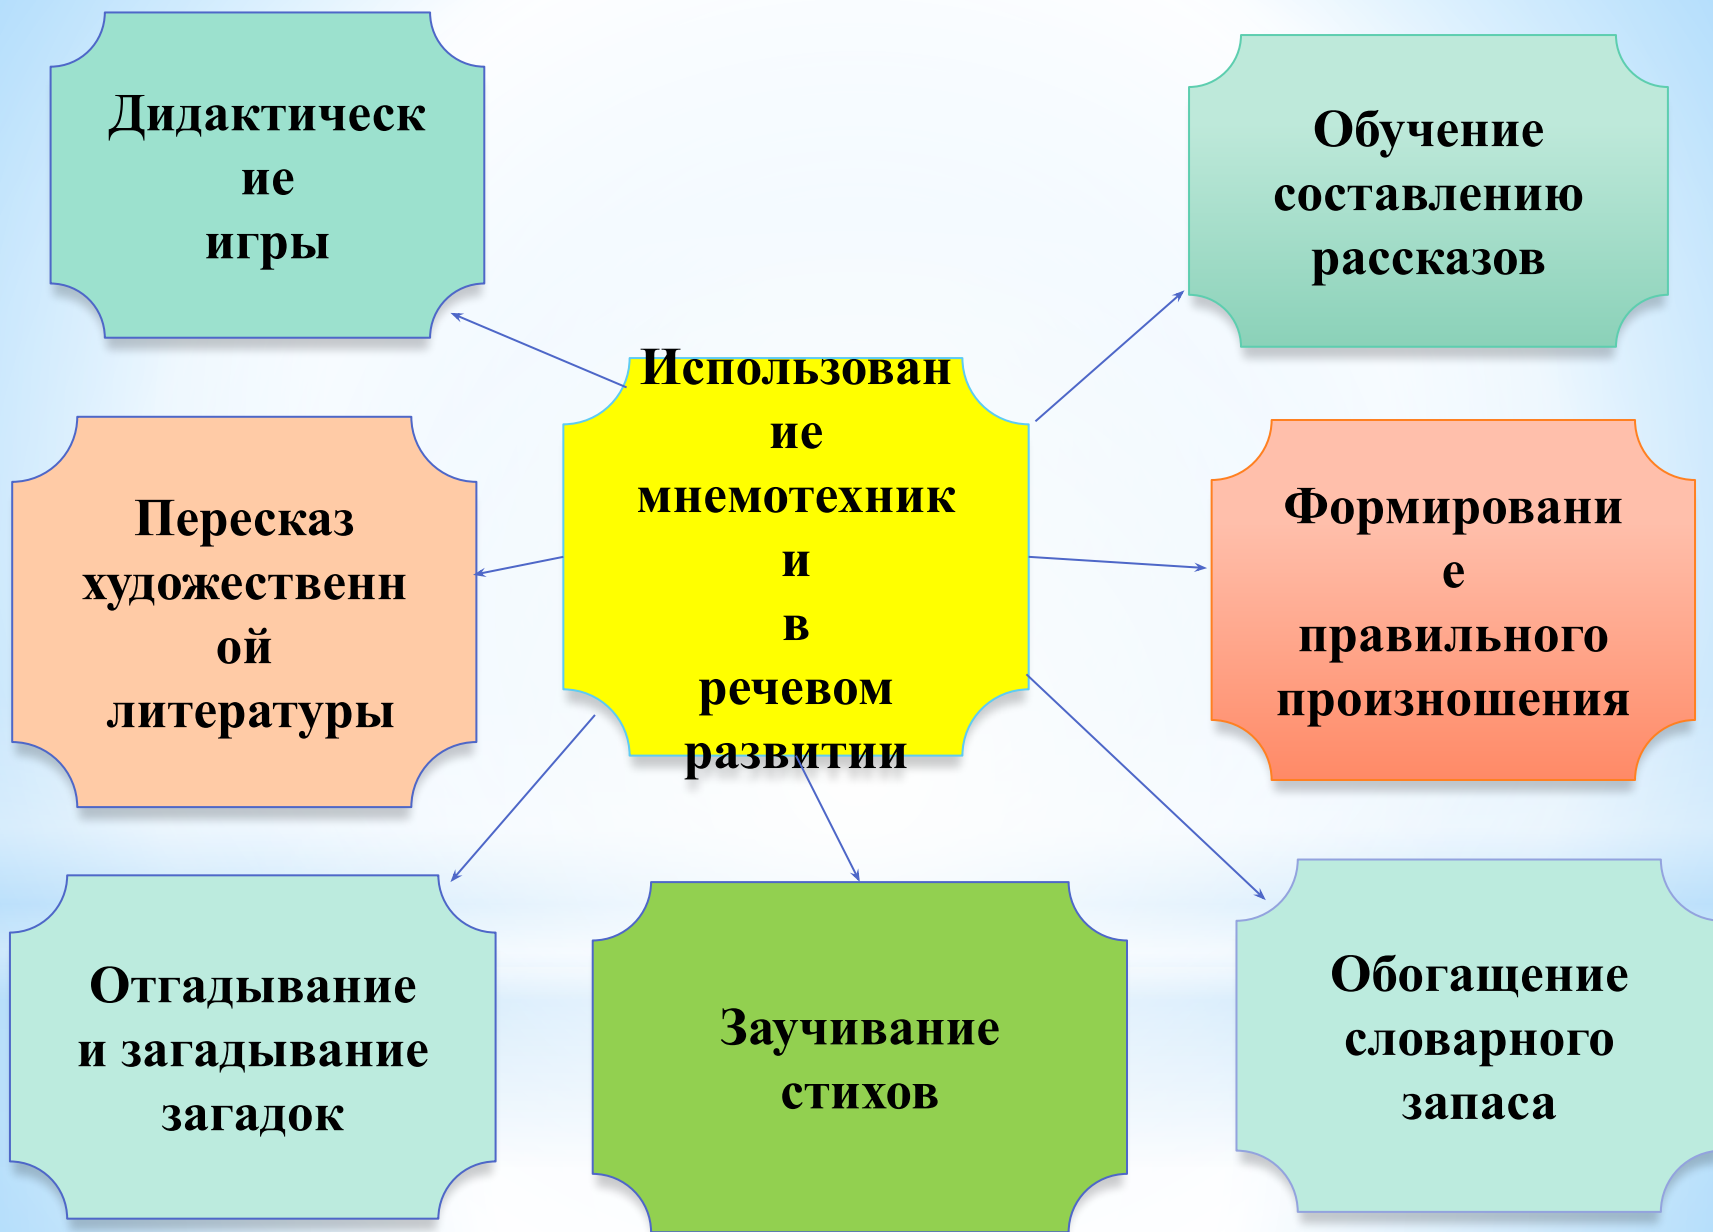 Дидактическ
ие
игры
Обучение
составлению
рассказов
Использован
ие
мнемотехник
и
в
речевом
развитии
Пересказ
художественн
ой
литературы
Формировани
е
правильного
произношения
Отгадывание
и загадывание
загадок
Заучивание
стихов
Обогащение
словарного
запаса